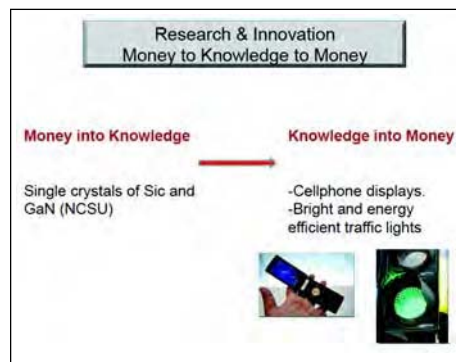 Research & Innovation
Money to Knowledge to Money
Money into Knowledge
Single crystals of Sic and
GaN (NCSU)
Knowledge into Money
-Cellphone displays.
-Bright and energy
efficient traffic lights